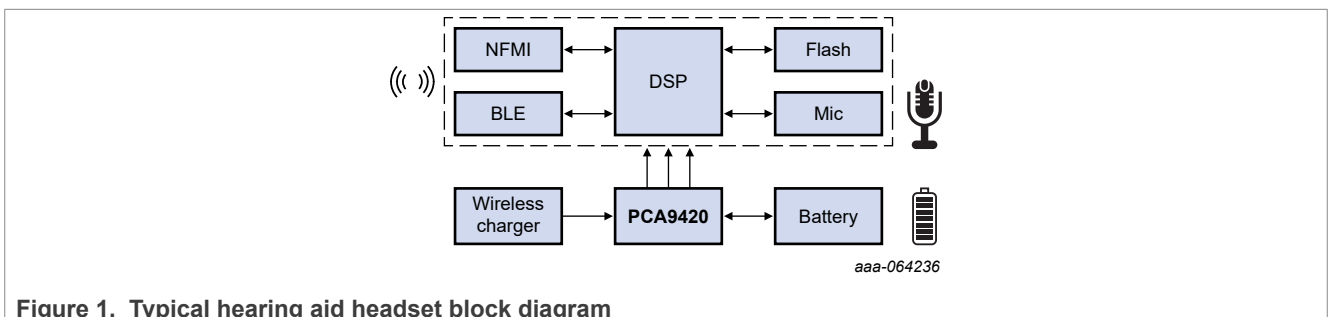 NFMI
Flash
DSP
BLE
Mic
Wireless
charger
PCA9420
Battery
aaa-064236
Figure 1. Typical hearing aid headset block diagram